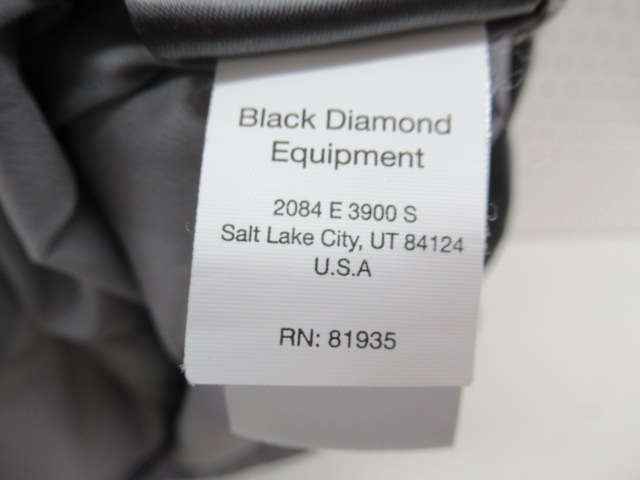 Black Diamond
Equipment
2084 E 3900 S
Salt Lake City, UT 84124
U.S.A
RN: 81935